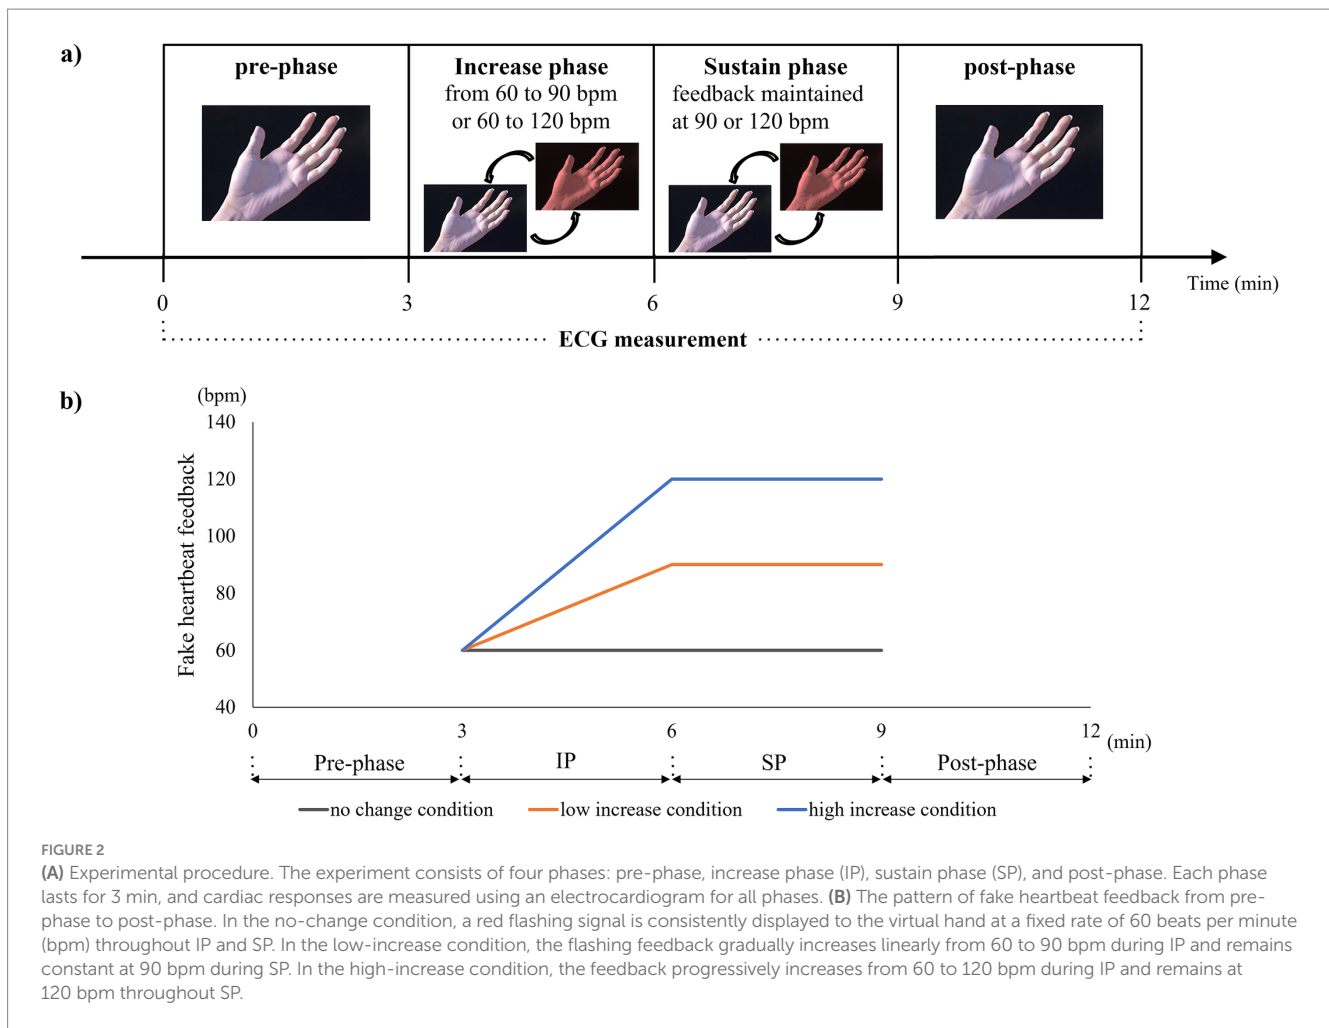 a)
pre-phase
Increase phase
from 60 to 90 bpm
or 60 to 120 bpm
Sustain phase
feedback maintained
at 90 or 120 bpm
post-phase
Time (min)
0 3 6 9 12
ECG measurement
b)
(bpm)
140
120
100
80
60
40
Fake heartbeat feedback
0 3 6 9 12
(min)
Pre-phase IP SP Post-phase
no change condition low increase condition high increase condition
FIGURE 2
(A) Experimental procedure. The experiment consists of four phases: pre-phase, increase phase (IP), sustain phase (SP), and post-phase. Each phase
lasts for 3 min, and cardiac responses are measured using an electrocardiogram for all phases. (B) The pattern of fake heartbeat feedback from pre-
phase to post-phase. In the no-change condition, a red flashing signal is consistently displayed to the virtual hand at a fixed rate of 60 beats per minute
(bpm) throughout IP and SP. In the low-increase condition, the flashing feedback gradually increases linearly from 60 to 90 bpm during IP and remains
constant at 90 bpm during SP. In the high-increase condition, the feedback progressively increases from 60 to 120 bpm during IP and remains at
120 bpm throughout SP.